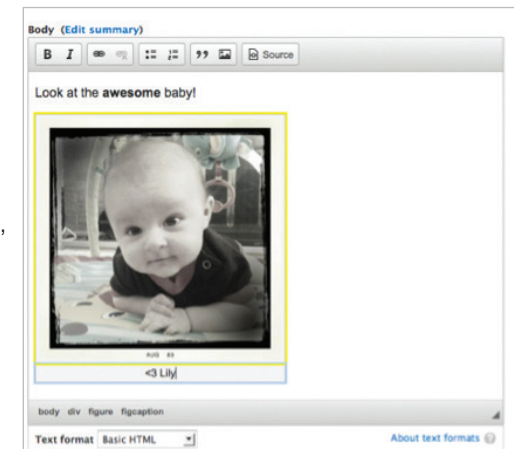 ,
Body (Edit summary)
B I Source
Look at the awesome baby!
AUG 89
<3 Lily
body div figure figcaption
Text format Basic HTML About text formats